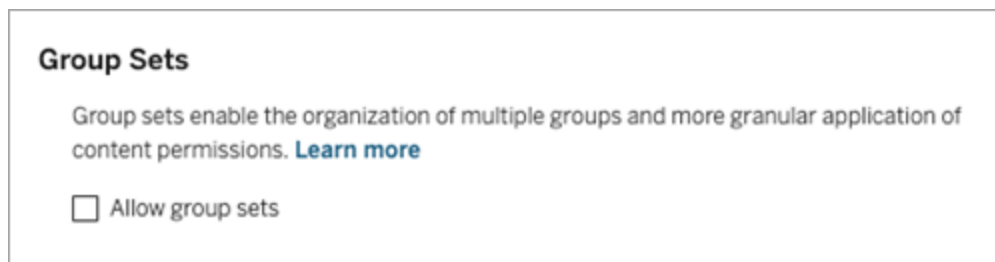 Group Sets
Group sets enable the organization of multiple groups and more granular application of
content permissions. Learn more
Allow group sets